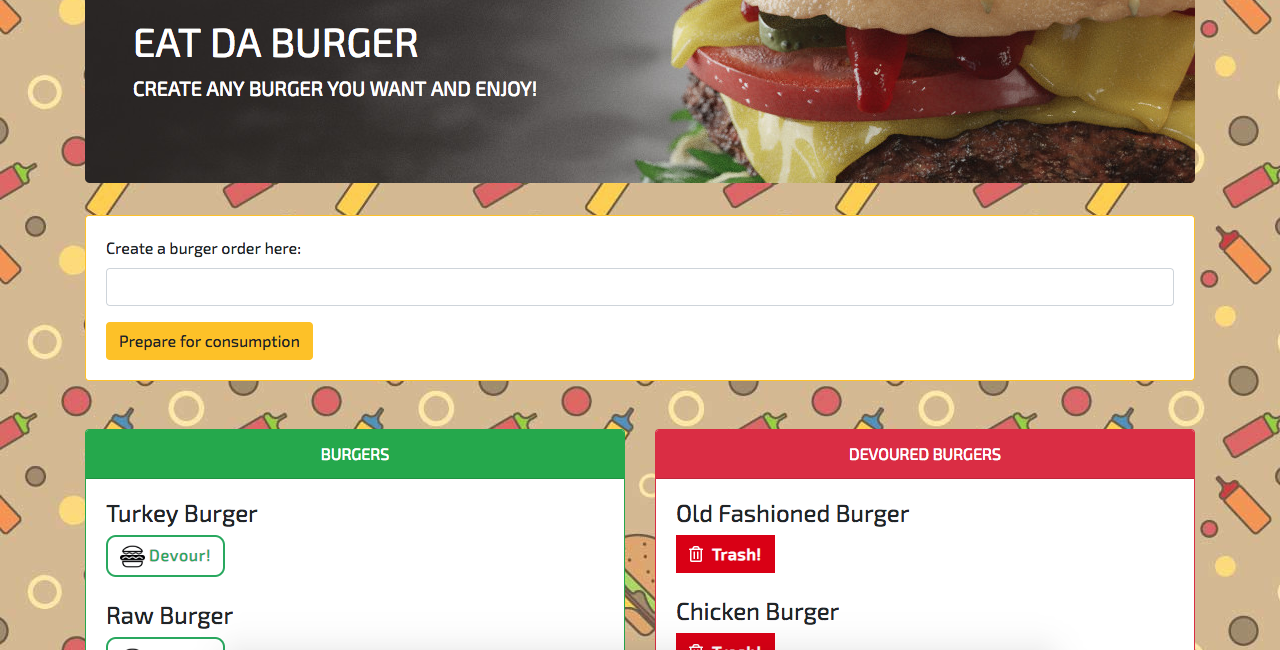 EAT DA BURGER
CREATE ANY BURGER YOU WANT AND ENJOY!
Create a burger order here:
Prepare for consumption
BURGERS
Turkey Burger
Devour!
Raw Burger
DEVOURED BURGERS
Old Fashioned Burger
Trash!
Chicken Burger
Trash!